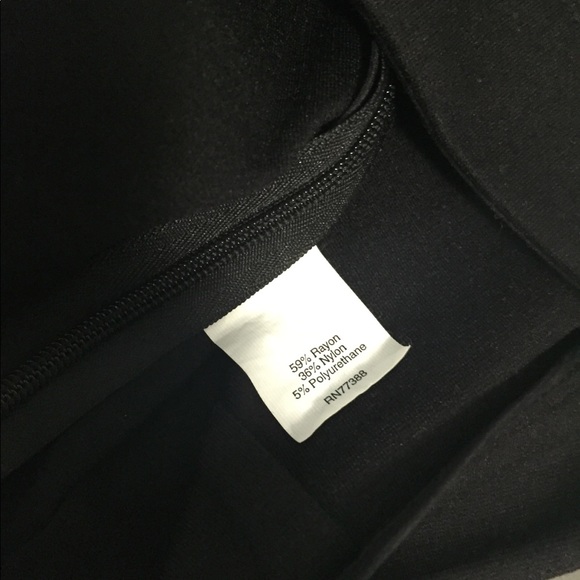 59% Rayon
36% Nylon
5% Polyurethane
RN77388